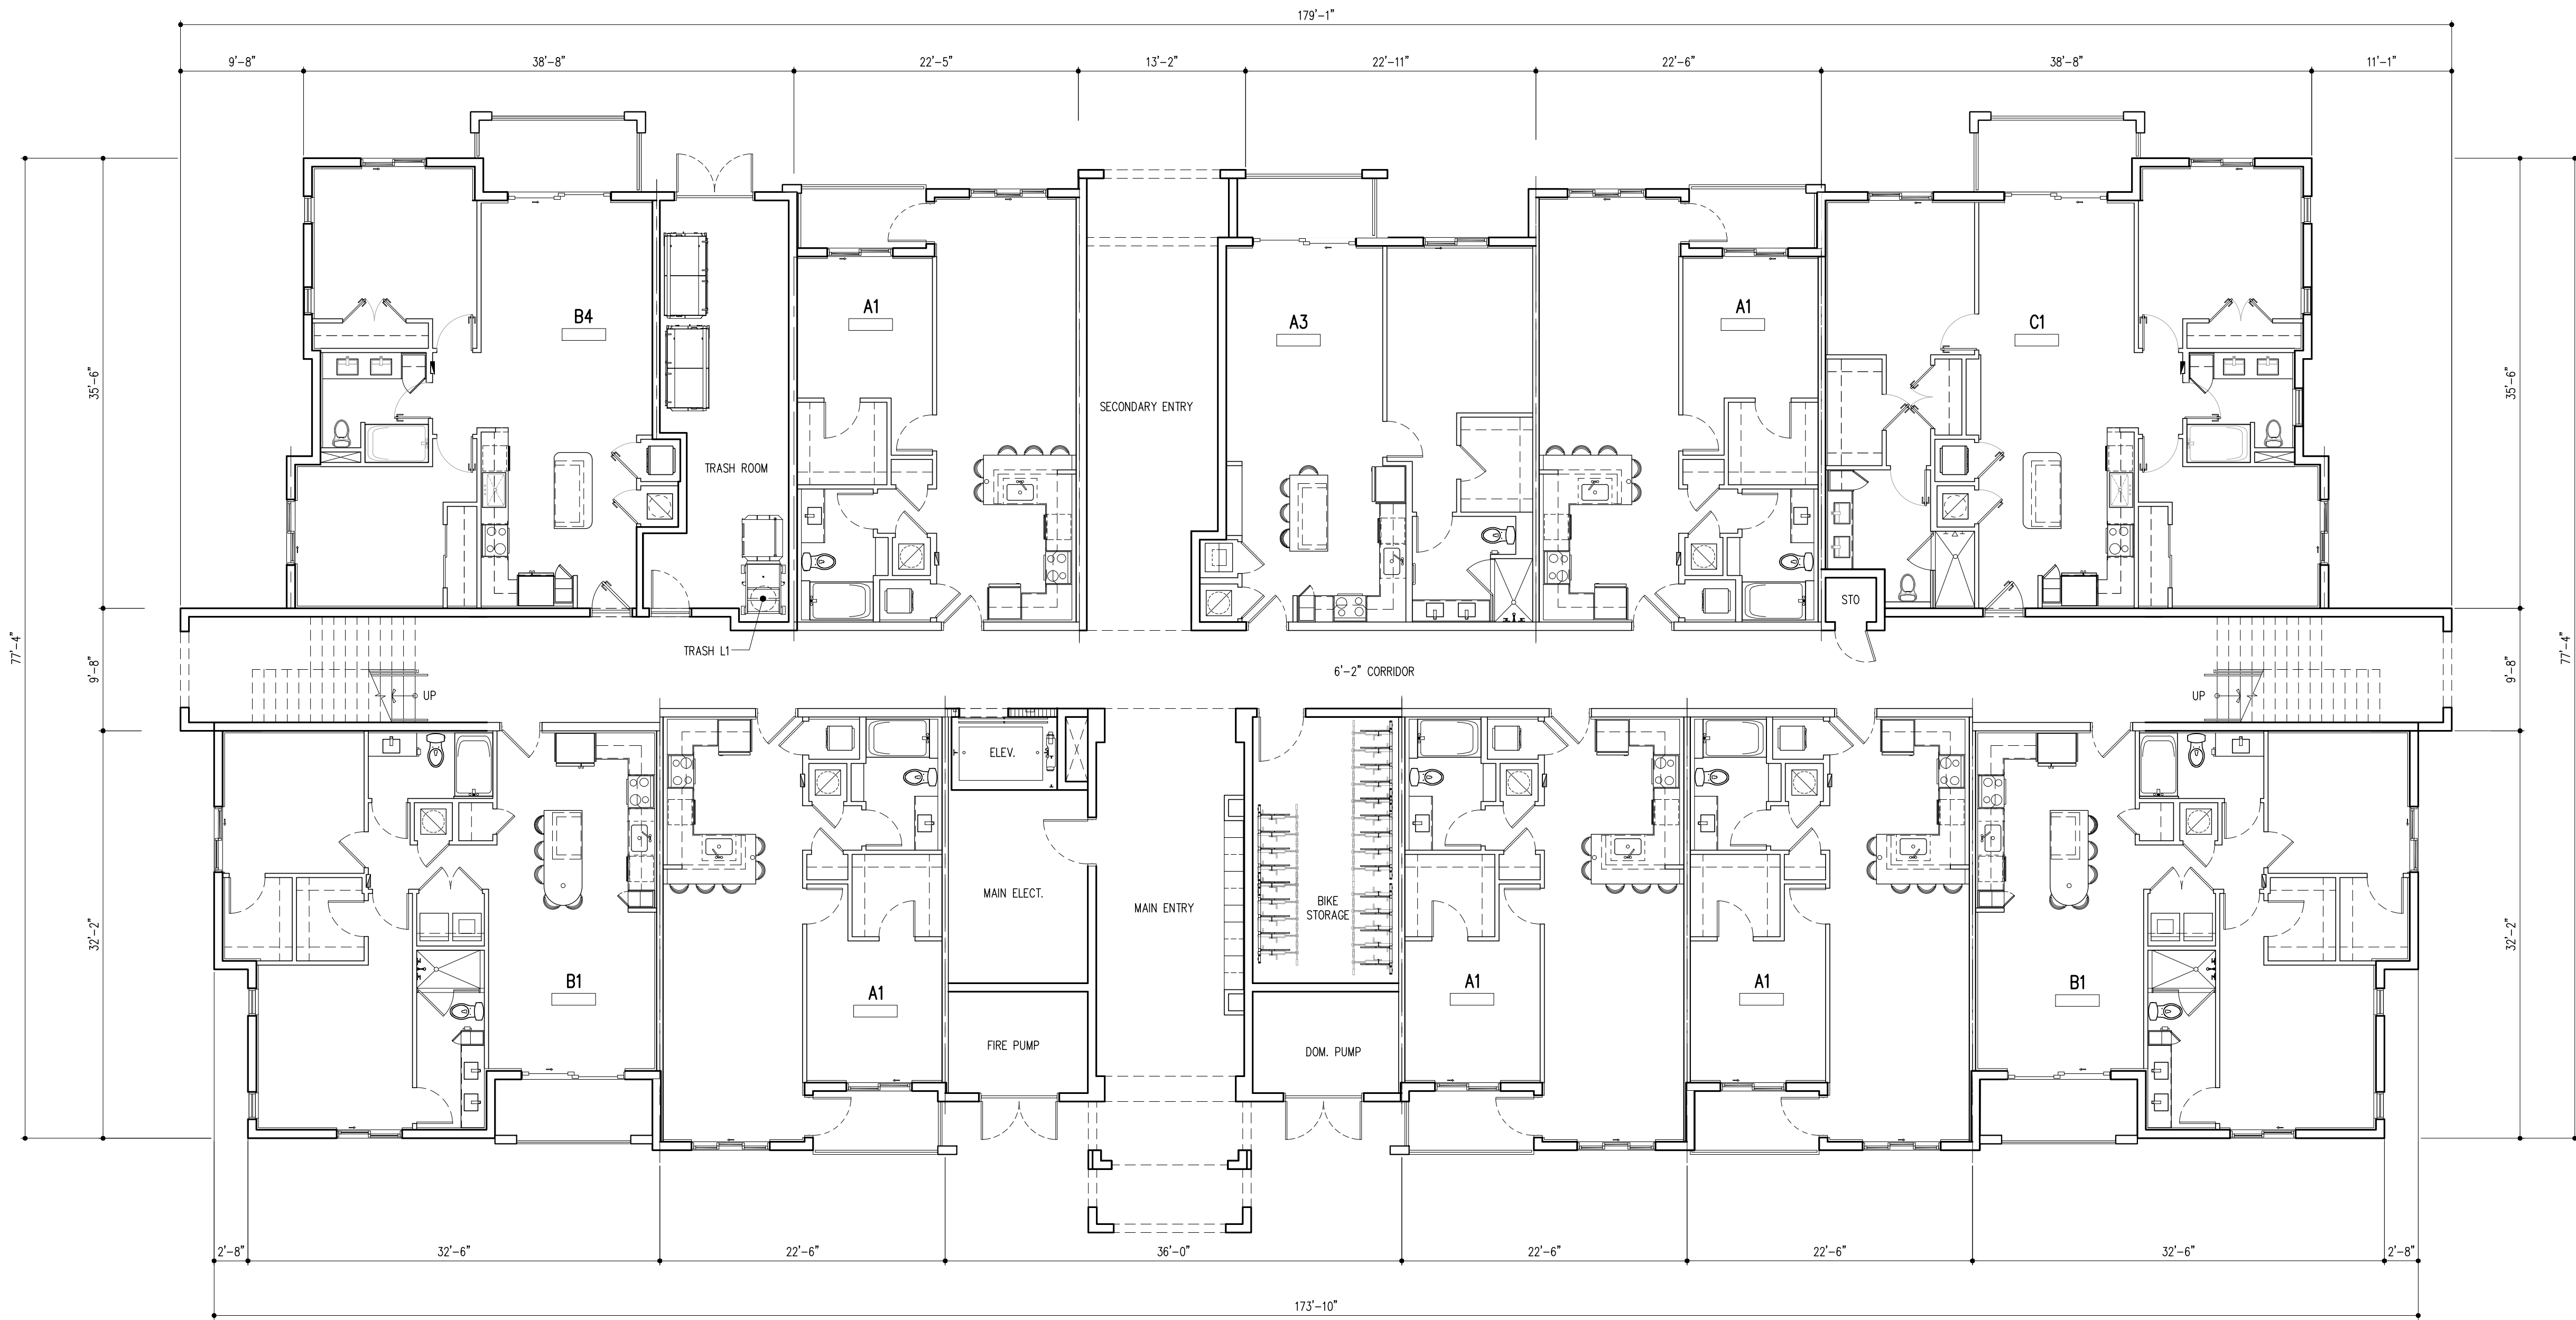 179'-1"
9'-8"
38'-8"
22'-5"
13'-2"
22'-11"
22'-6"
38'-8"
11'-1"
35'-6"
35'-6"
B4
A1
A3
A1
C1
SECONDARY ENTRY
TRASH ROOM
STO
TRASH L1
6'-2" CORRIDOR
77'-4"
9'-8"
9'-8"
77'-4"
UP
UP
ELEV.
MAIN ELECT.
MAIN ENTRY
BIKE
STORAGE
32'-2"
32'-2"
B1
A1
A1
A1
B1
FIRE PUMP
DOM. PUMP
2'-8"
32'-6"
22'-6"
36'-0"
22'-6"
22'-6"
32'-6"
2'-8"
173'-10"